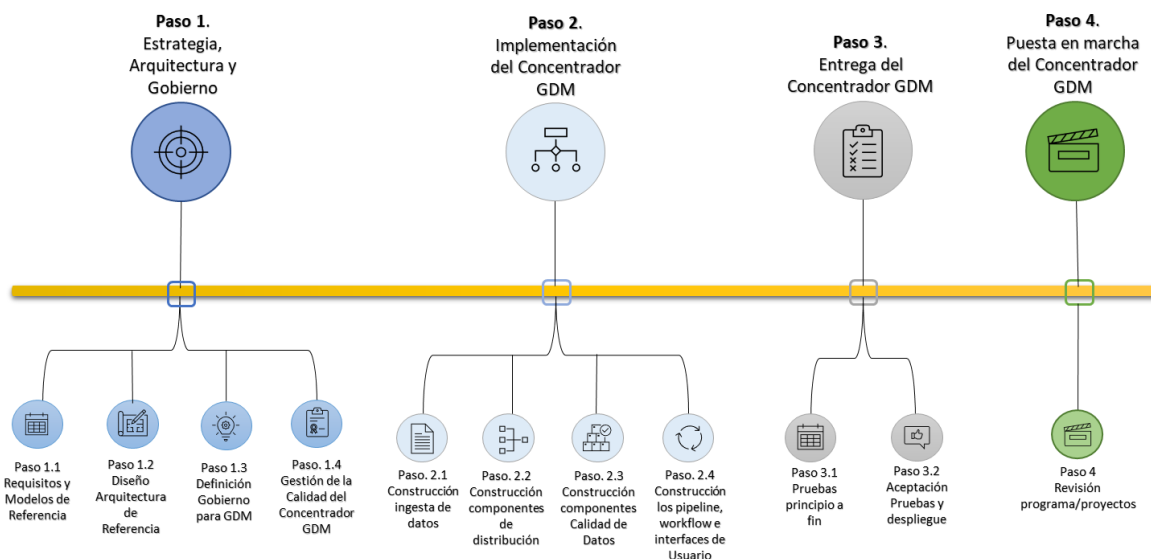 Paso 1.
Estrategia,
Arquitectura y
Gobierno
Paso 2.
Implementación
del Concentrador
GDM
Paso 3.
Entrega del
Concentrador GDM
Paso 4.
Puesta en marcha
del Concentrador
GDM
Paso 1.1
Requisitos y
Modelos de
Referencia
Paso 1.2
Diseño
Arquitectura
de Referencia
Paso 1.3
Definición
Gobierno
para GDM
Paso. 1.4
Gestión de la
Calidad del
Concentrador
GDM
Paso. 2.1
Construcción
ingesta de
datos
Paso. 2.2
Construcción
componentes
de
distribución
Paso. 2.3
Construcción
componentes
Calidad de
Datos
Paso. 2.4
Construcción
los pipeline,
workflow e
interfaces de
Usuario
Paso 3.1
Pruebas
principio a
fin
Paso 3.2
Aceptación
Pruebas y
despliegue
Paso 4
Revisión
programa/proyectos